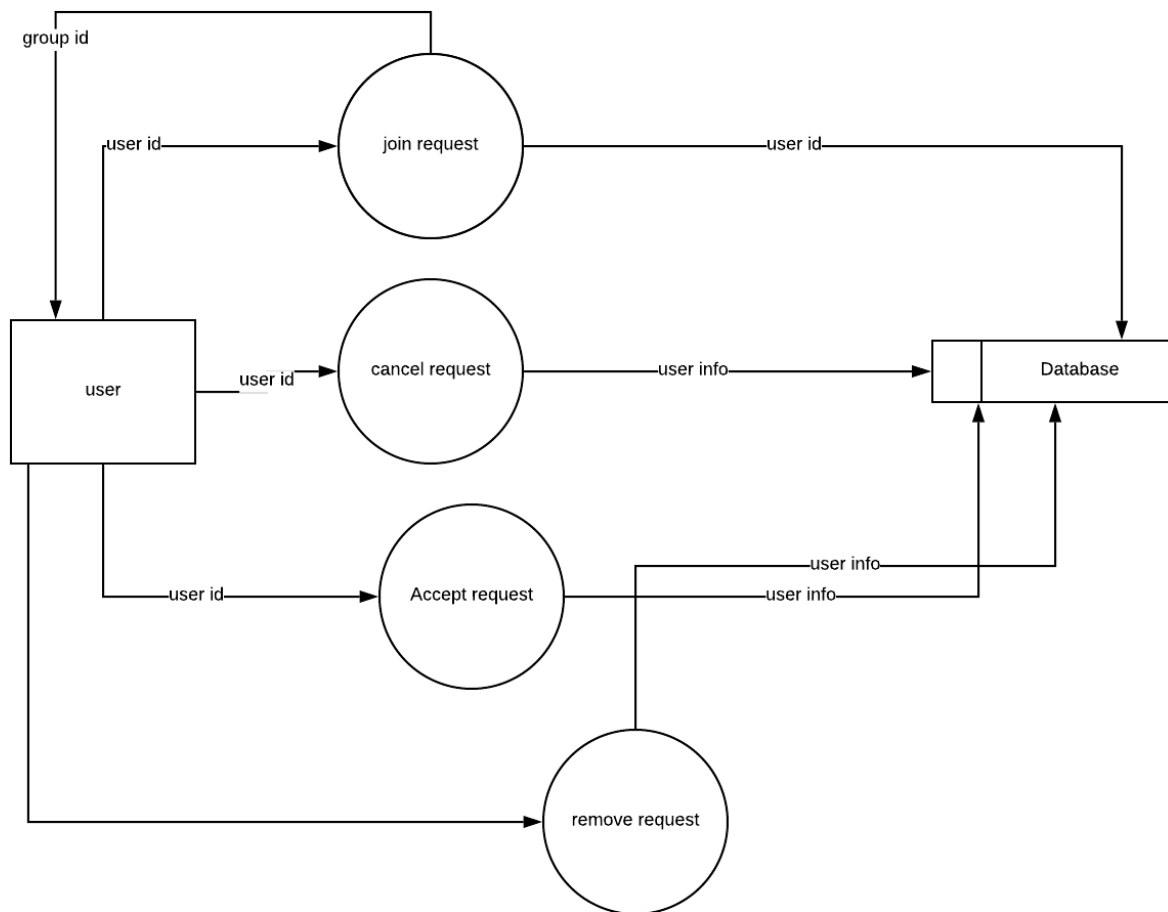 group id
user id
join request
user id
user
user id
cancel request
user info
Database
user id
Accept request
user info
user info
remove request